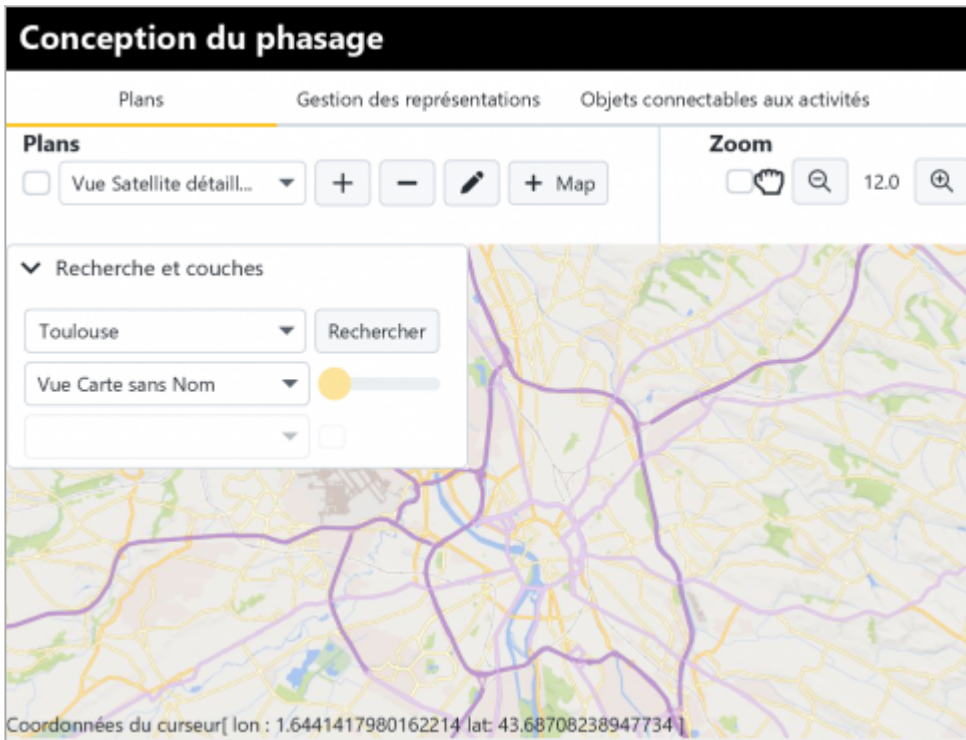 Conception du phasage
Plans Gestion des représentations Objets connectables aux activités
Plans Zoom
Vue Satellite détaill... + − + Map 12.0
Recherche et couches
Toulouse Rechercher
Vue Carte sans Nom
Coordonnées du curseur[ lon : 1.6441417980162214 lat: 43.68708238947734 ]